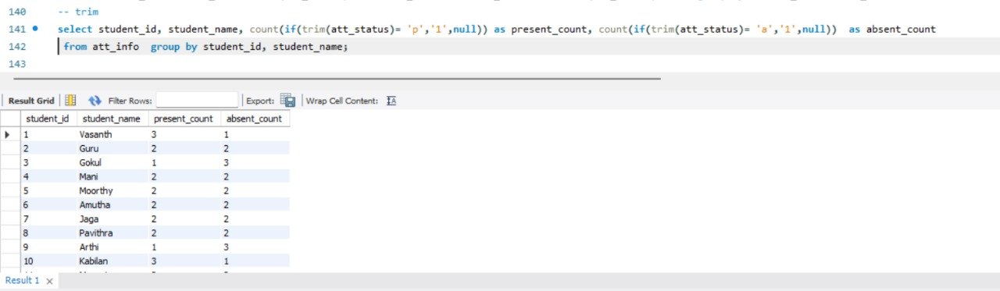 140 -- trim
141 select student_id, student_name, count(if(trim(att_status)= 'p','1',null)) as present_count, count(if(trim(att_status)= 'a','1',null)) as absent_count
142 from att_info group by student_id, student_name;
143
Result Grid Filter Rows: Export: Wrap Cell Content:
student_id student_name present_count absent_count
1 Vasanth 3 1
2 Guru 2 2
3 Gokul 1 3
4 Mani 2 2
5 Moorthy 2 2
6 Amutha 2 2
7 Jaga 2 2
8 Pavithra 2 2
9 Arthi 1 3
10 Kabilan 3 1
Result 1 ×